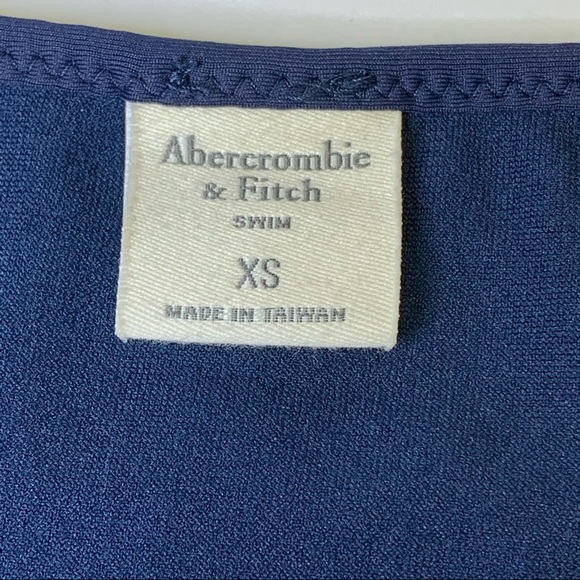 Abercrombie
& Fitch
SWIM
XS
MADE IN TAIWAN